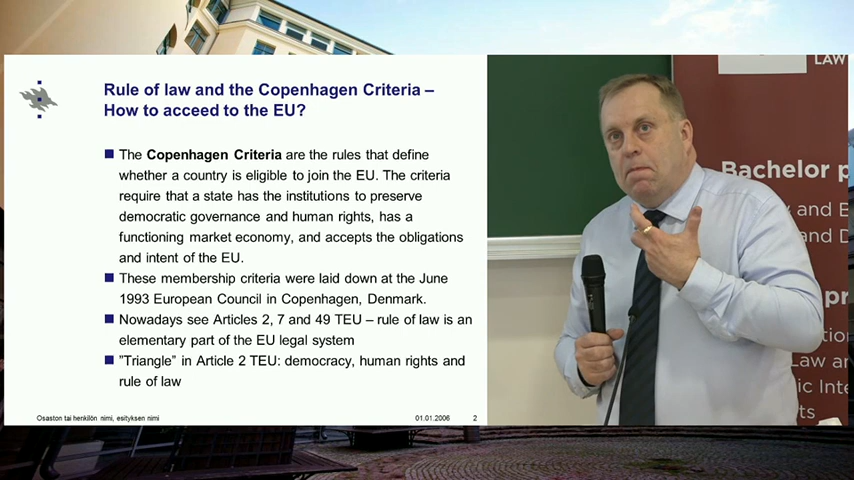 Rule of law and the Copenhagen Criteria –
How to acceed to the EU?
The Copenhagen Criteria are the rules that define
whether a country is eligible to join the EU. The criteria
require that a state has the institutions to preserve
democratic governance and human rights, has a
functioning market economy, and accepts the obligations
and intent of the EU.
These membership criteria were laid down at the June
1993 European Council in Copenhagen, Denmark.
Nowadays see Articles 2, 7 and 49 TEU – rule of law is an
elementary part of the EU legal system
”Triangle” in Article 2 TEU: democracy, human rights and
rule of law
Osaston tai henkilön nimi, esityksen nimi 01.01.2006 2
LAW
Bachelor p
and E
and D
pr
Law a
ic Inte
ts